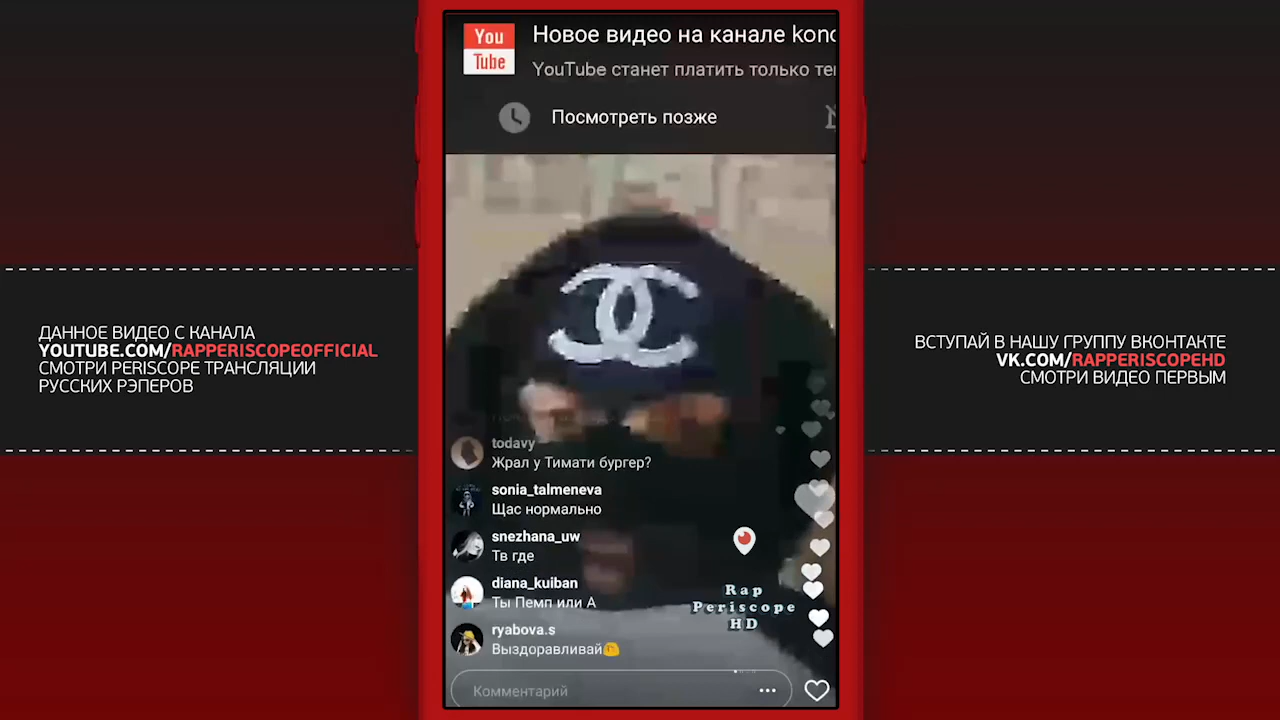 You
Tube
Новое видео на канале kond
YouTube станет платить только те
Посмотреть позже
ДАННОЕ ВИДЕО С КАНАЛА
YOUTUBE.COM/RAPPERISCOPEOFFICIAL
СМОТРИ PERISCOPE ТРАНСЛЯЦИИ
РУССКИХ РЭПЕРОВ
ВСТУПАЙ В НАШУ ГРУППУ ВКОНТАКТЕ
VK.COM/RAPPERISCOPEHD
СМОТРИ ВИДЕО ПЕРВЫМ
todavy
Жрал у Тимати бургер?
sonia_talmeneva
Щас нормально
snezhana_uw
Тв где
diana_kuiban
Ты Пемп или А
ryabova.s
Выздоравливай
Rap
Periscope
HD
Комментарий